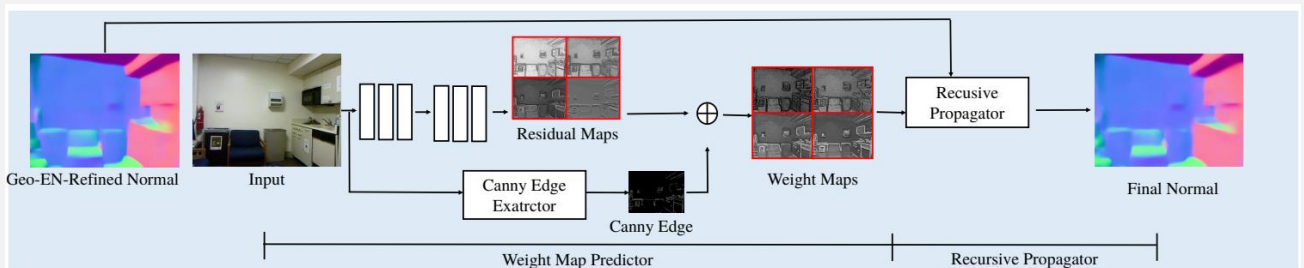 Geo-EN-Refined Normal
Input
Residual Maps
Canny Edge
Exatrctor
Canny Edge
Weight Maps
Recusive
Propagator
Final Normal
Weight Map Predictor
Recursive Propagator